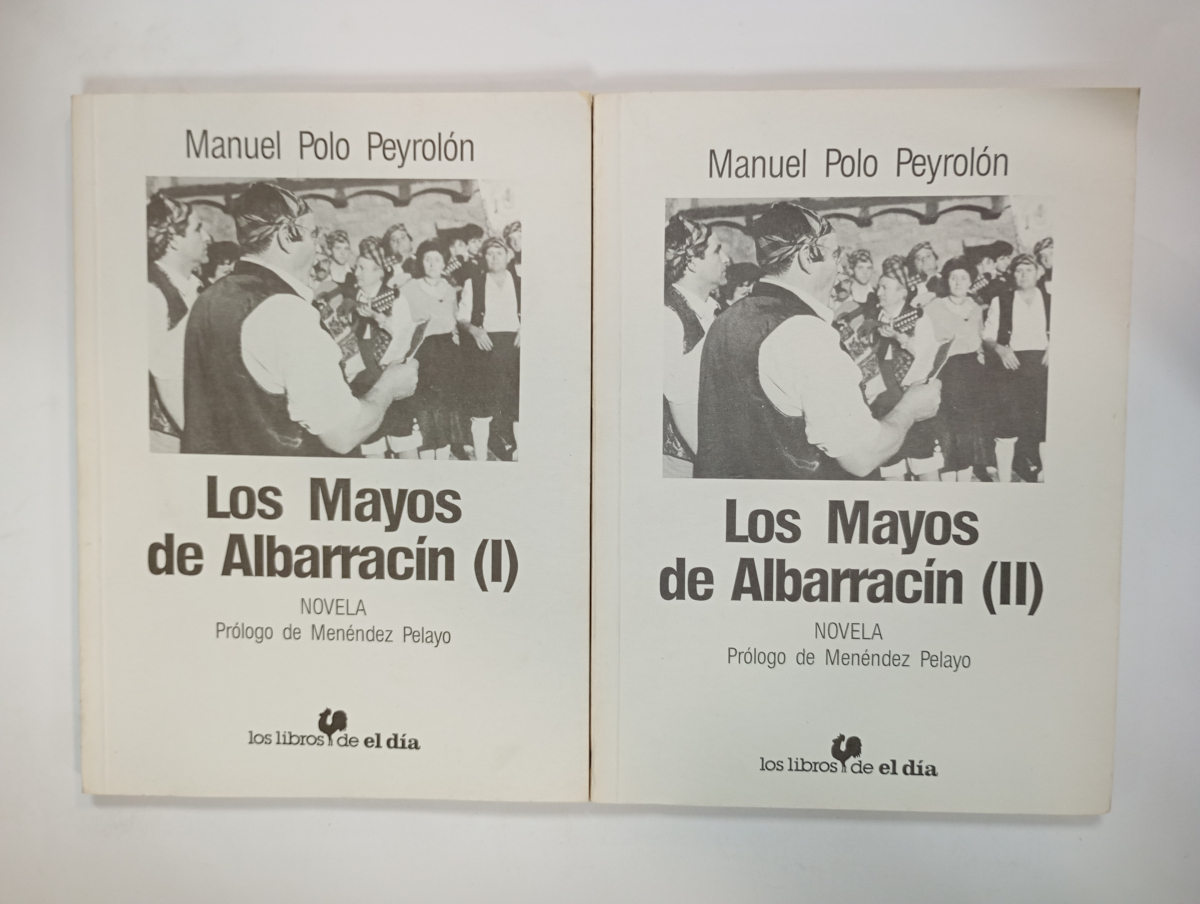 Manuel Polo Peyrolón
Los Mayos
de Albarracín (I)
NOVELA
Prólogo de Menéndez Pelayo
los libros de el día
Manuel Polo Peyrolón
Los Mayos
de Albarracín (II)
NOVELA
Prólogo de Menéndez Pelayo
los libros de el día